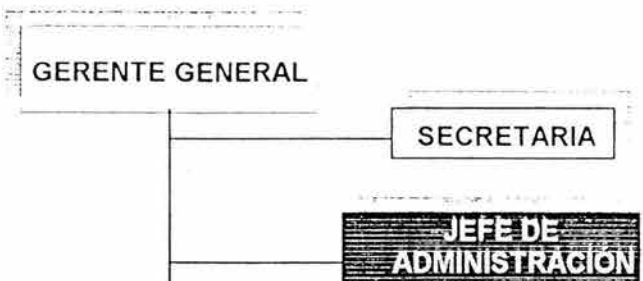 GERENTE GENERAL
SECRETARIA
JEFE DE
ADMINISTRACIÓN